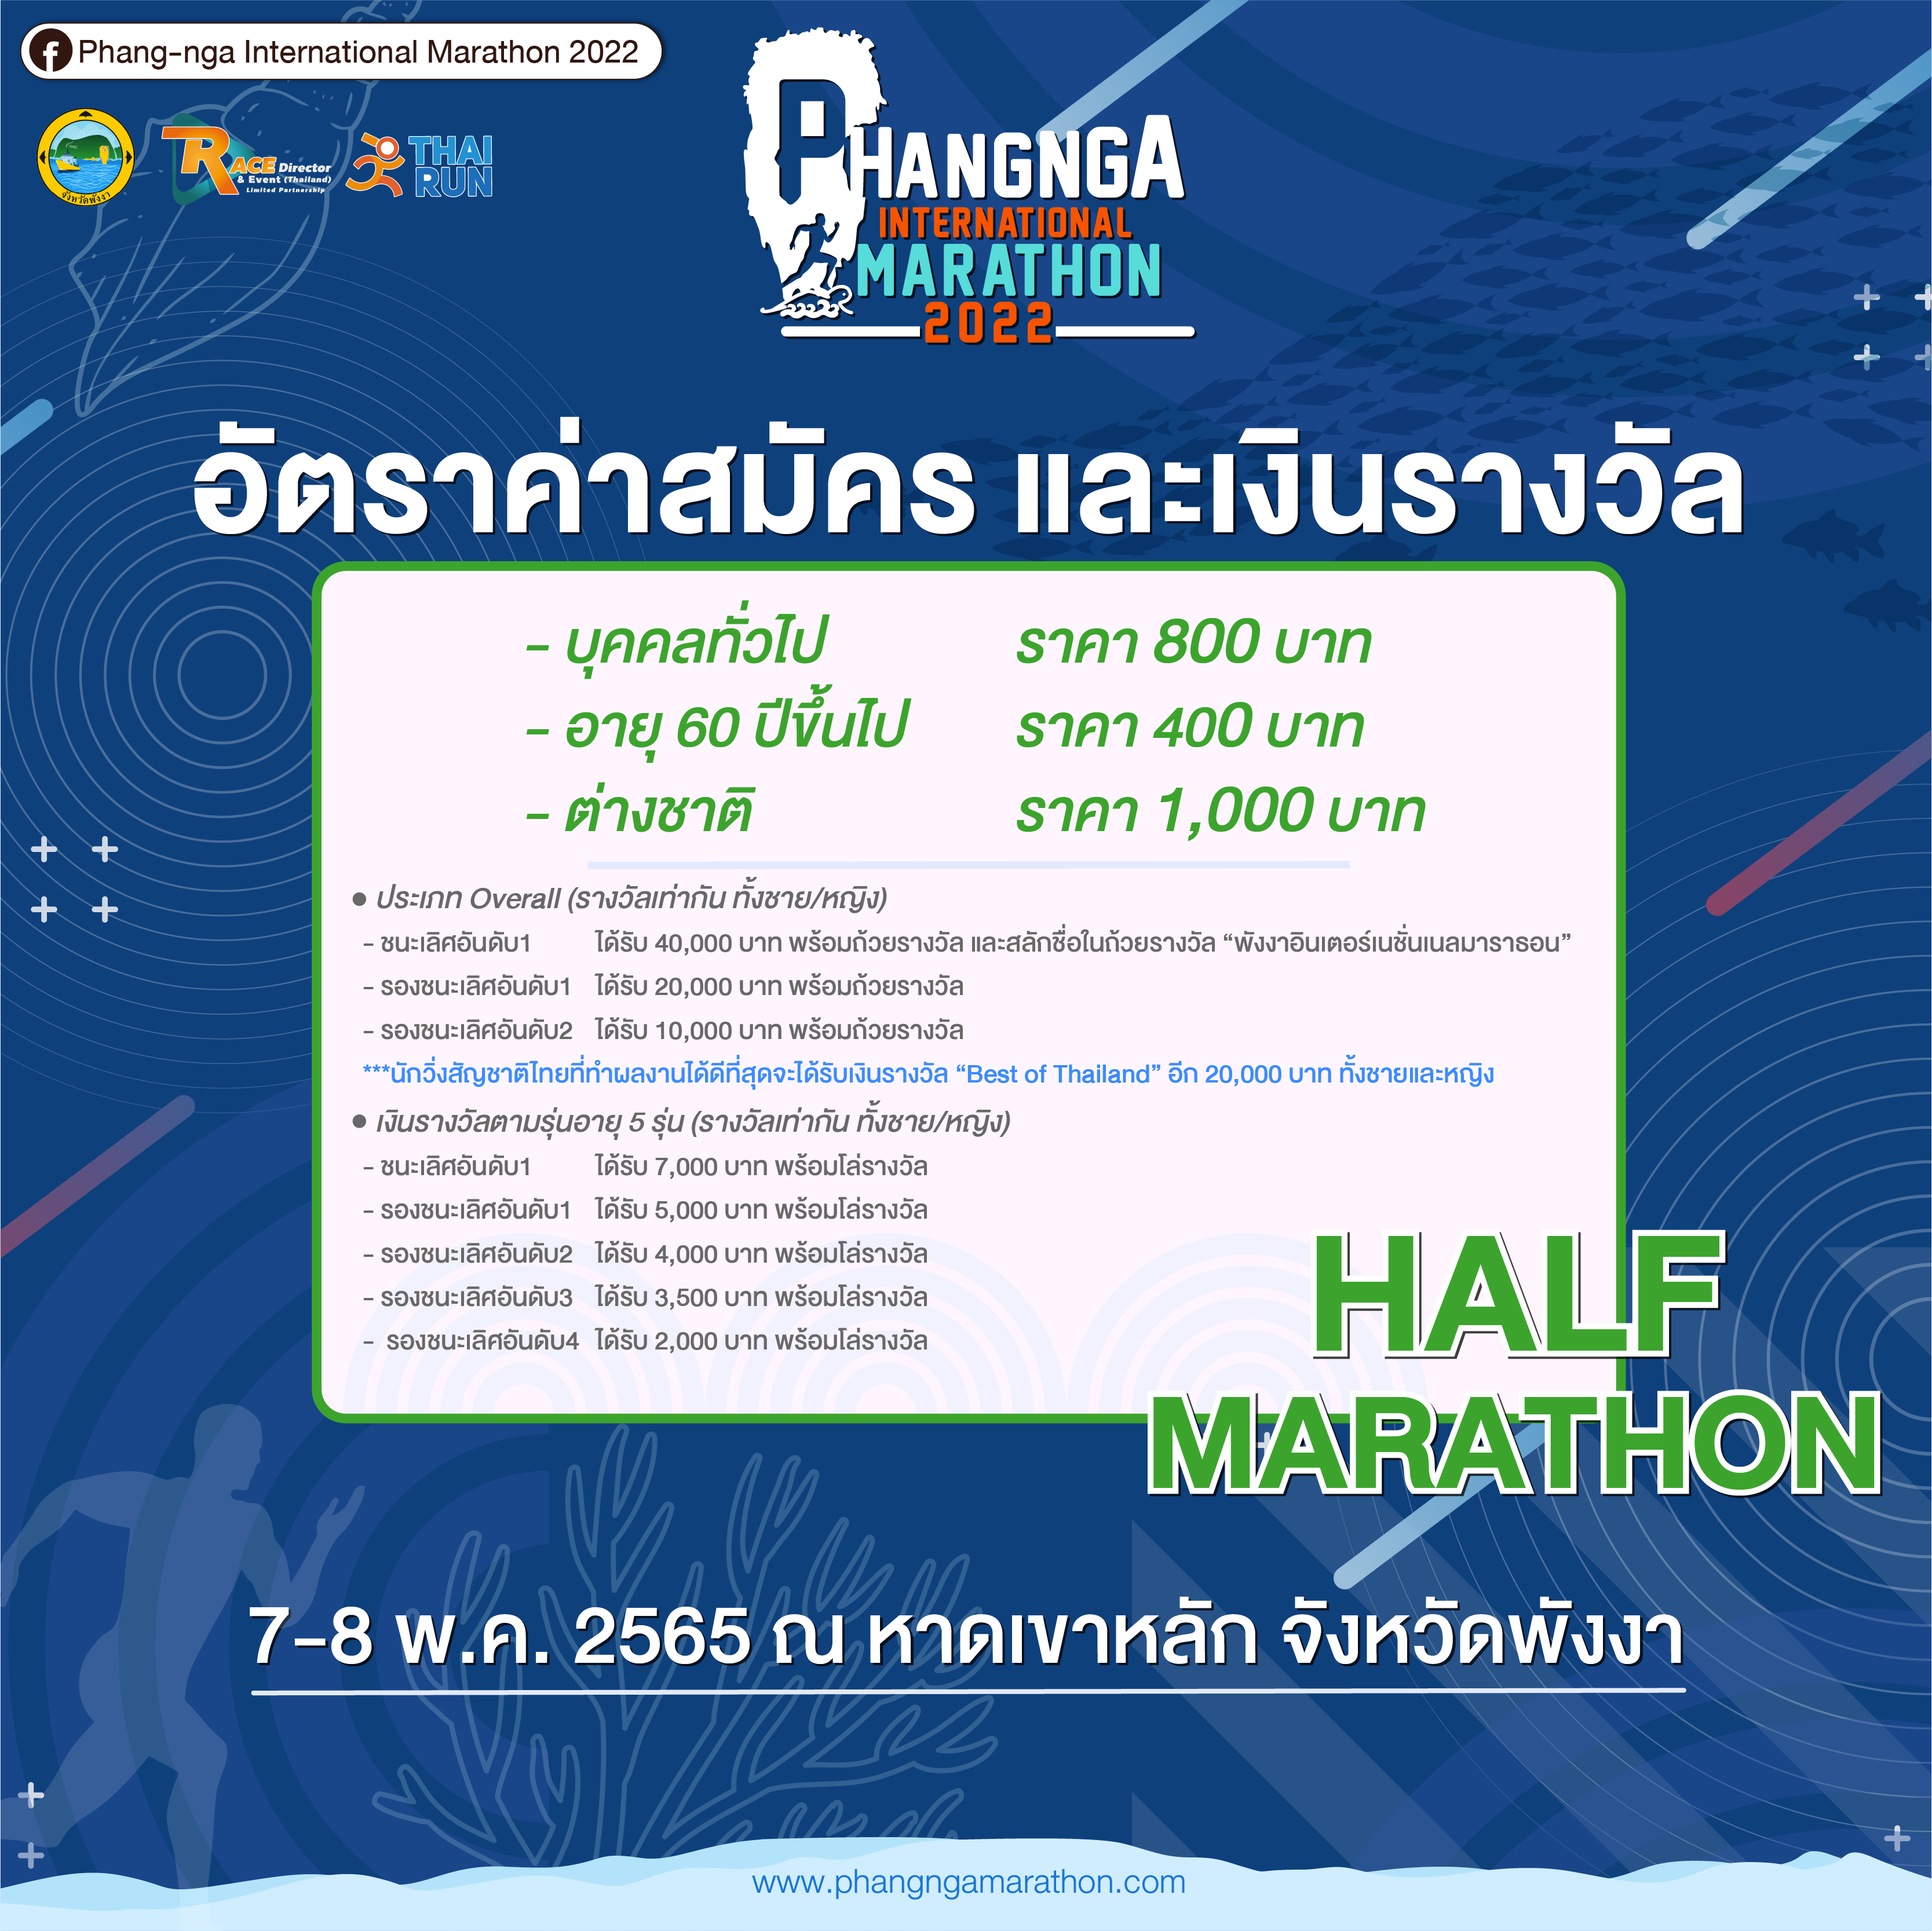 Phang-nga International Marathon 2022
จังหวัดพังงา
RACE Director
& Event (Thailand)
Limited Partnership
THAI
RUN
PHANGNGA
INTERNATIONAL
MARATHON
2022
อัตราค่าสมัคร และเงินรางวัล
- บุคคลทั่วไป ราคา 800 บาท
- อายุ 60 ปีขึ้นไป ราคา 400 บาท
- ต่างชาติ ราคา 1,000 บาท
● ประเภท Overall (รางวัลเท่ากัน ทั้งชาย/หญิง)
- ชนะเลิศอันดับ1 ได้รับ 40,000 บาท พร้อมถ้วยรางวัล และสลักชื่อในถ้วยรางวัล “พังงาอินเตอร์เนชั่นเนลมาราธอน”
- รองชนะเลิศอันดับ1 ได้รับ 20,000 บาท พร้อมถ้วยรางวัล
- รองชนะเลิศอันดับ2 ได้รับ 10,000 บาท พร้อมถ้วยรางวัล
***นักวิ่งสัญชาติไทยที่ทำผลงานได้ดีที่สุดจะได้รับเงินรางวัล “Best of Thailand” อีก 20,000 บาท ทั้งชายและหญิง
● เงินรางวัลตามรุ่นอายุ 5 รุ่น (รางวัลเท่ากัน ทั้งชาย/หญิง)
- ชนะเลิศอันดับ1 ได้รับ 7,000 บาท พร้อมโล่รางวัล
- รองชนะเลิศอันดับ1 ได้รับ 5,000 บาท พร้อมโล่รางวัล
- รองชนะเลิศอันดับ2 ได้รับ 4,000 บาท พร้อมโล่รางวัล
- รองชนะเลิศอันดับ3 ได้รับ 3,500 บาท พร้อมโล่รางวัล
- รองชนะเลิศอันดับ4 ได้รับ 2,000 บาท พร้อมโล่รางวัล
HALF
MARATHON
7-8 พ.ค. 2565 ณ หาดเขาหลัก จังหวัดพังงา
www.phangngamarathon.com